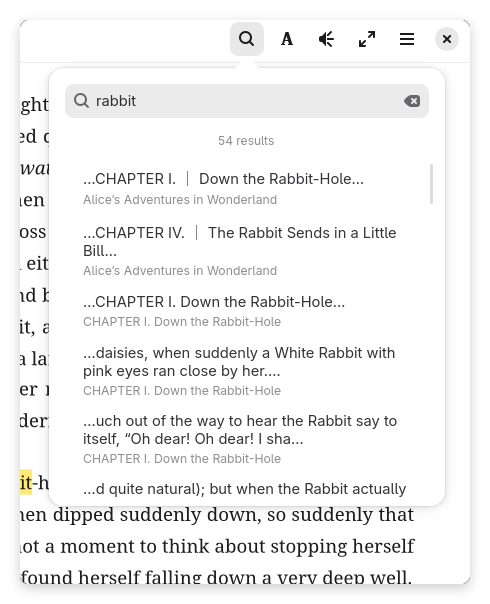 A
rabbit
54 results
…CHAPTER I. | Down the Rabbit-Hole…
Alice’s Adventures in Wonderland
…CHAPTER IV. | The Rabbit Sends in a Little
Bill…
Alice’s Adventures in Wonderland
…CHAPTER I. Down the Rabbit-Hole…
CHAPTER I. Down the Rabbit-Hole
…daisies, when suddenly a White Rabbit with
pink eyes ran close by her.…
CHAPTER I. Down the Rabbit-Hole
…uch out of the way to hear the Rabbit say to
itself, “Oh dear! Oh dear! I sha…
CHAPTER I. Down the Rabbit-Hole
…d quite natural); but when the Rabbit actually
ght
ed
it, a
it-h
dipped suddenly down, so suddenly that
not a moment to think about stopping herself
found herself falling down a very deep well.